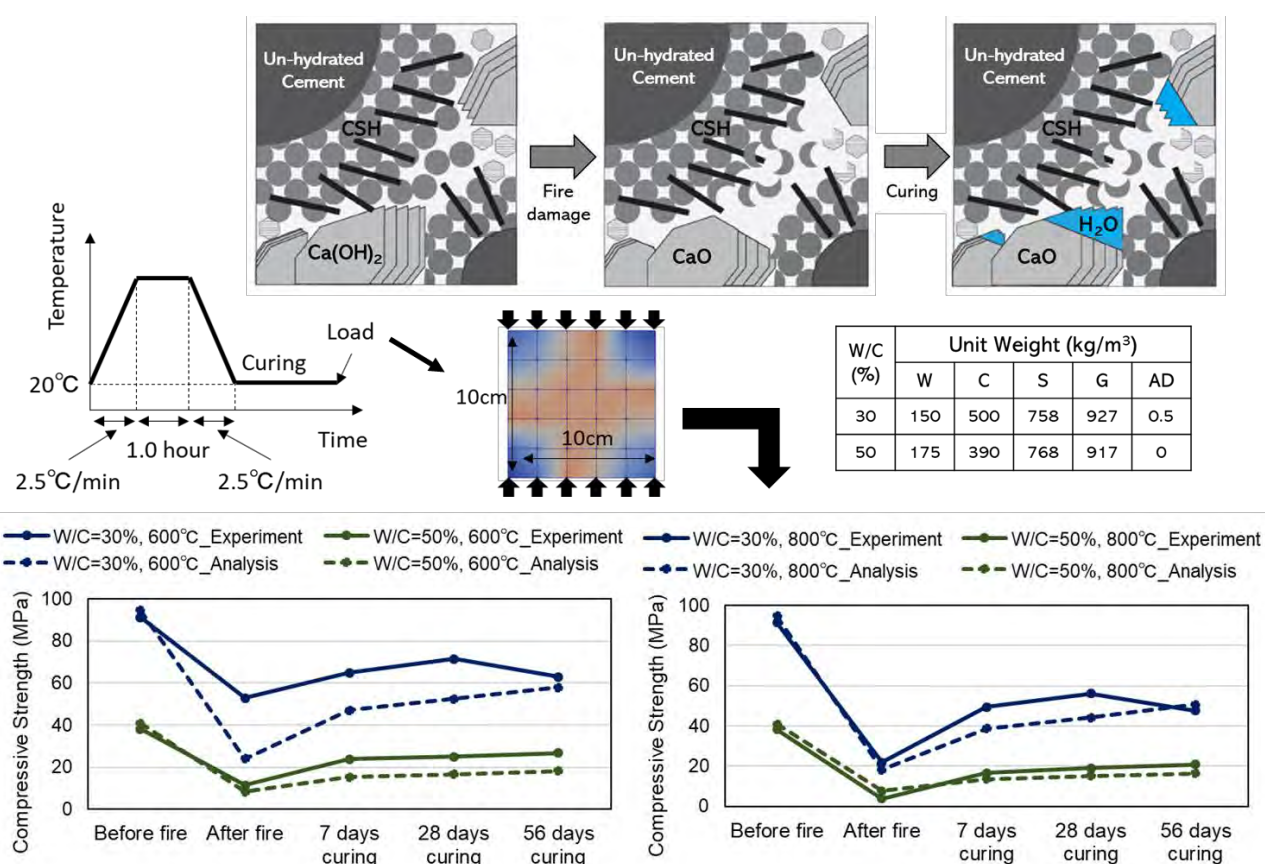 Un-hydrated
Cement
CSH
Ca(OH)₂
Fire
damage
Un-hydrated
Cement
CSH
CaO
Curing
Un-hydrated
Cement
CSH
H₂O
CaO
Temperature
20℃
Curing
Load
Time
1.0 hour
2.5℃/min
2.5℃/min
10cm
10cm
W/C (%) Unit Weight (kg/m³)
W C S G AD
30 150 500 758 927 0.5
50 175 390 768 917 0
W/C=30%, 600℃_Experiment
W/C=50%, 600℃_Experiment
W/C=30%, 600℃_Analysis
W/C=50%, 600℃_Analysis
Compressive Strength (MPa)
100
80
60
40
20
0
Before fire
After fire
7 days
curing
28 days
curing
56 days
curing
W/C=30%, 800℃_Experiment
W/C=50%, 800℃_Experiment
W/C=30%, 800℃_Analysis
W/C=50%, 800℃_Analysis
Compressive Strength (MPa)
100
80
60
40
20
0
Before fire
After fire
7 days
curing
28 days
curing
56 days
curing